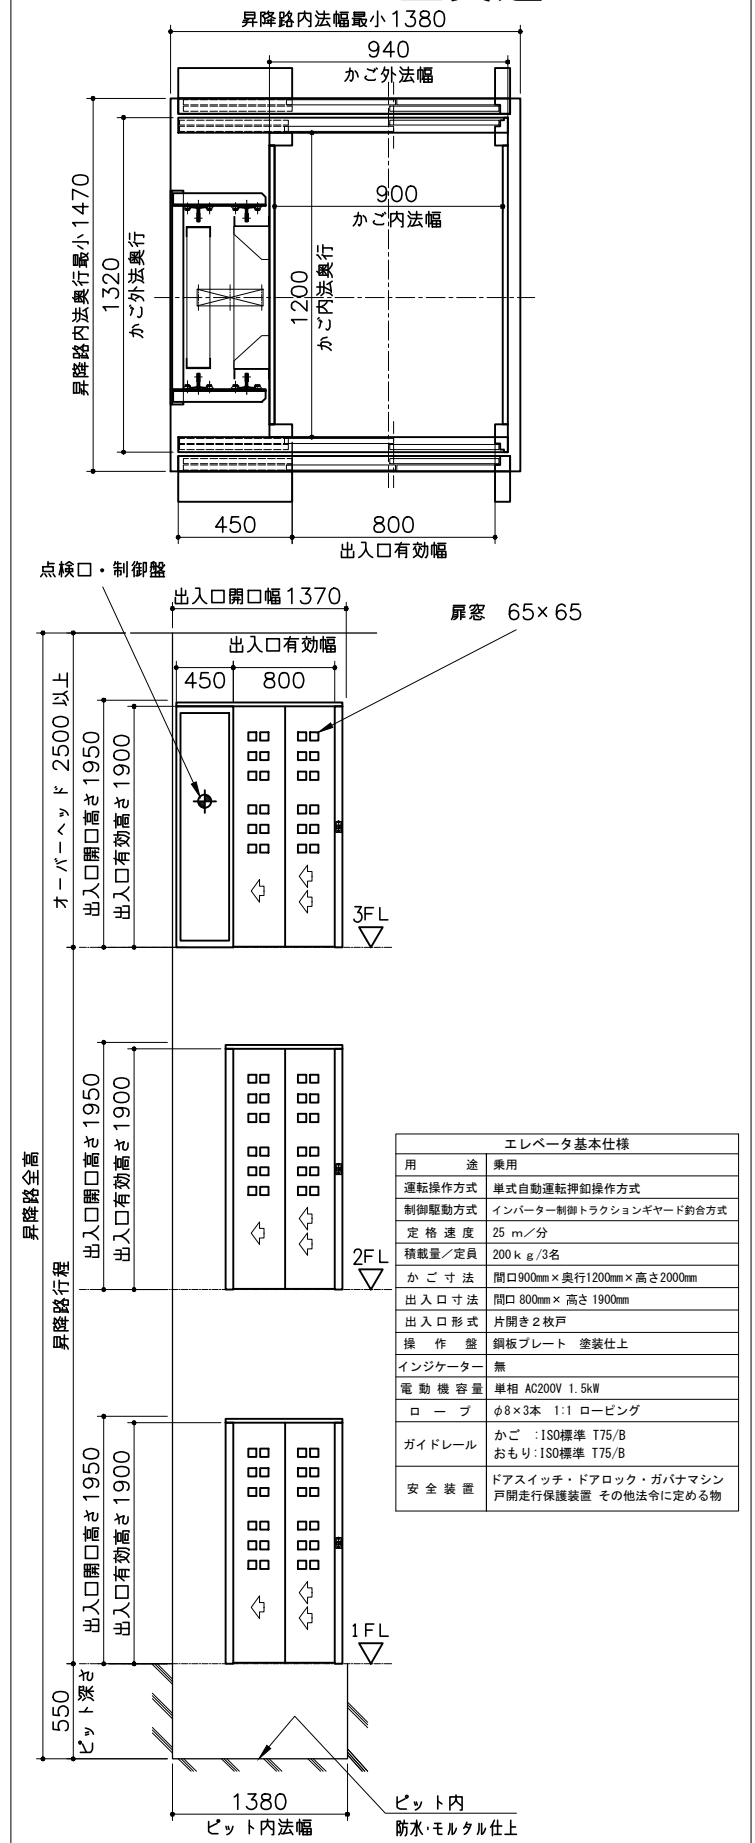 昇降路内法幅最小1380
940
かご外法幅
900
かご内法幅
昇降路内法奥行最小1470
1320
かご外法奥行
1200
かご内法奥行
450
800
出入口有効幅
点検口・制御盤
出入口開口幅1370
扉窓 65×65
出入口有効幅
450
800
オーバーヘッド 2500 以上
出入口開口高さ1950
出入口有効高さ1900
3FL
昇降路全高
昇降路行程
出入口開口高さ1950
出入口有効高さ1900
2FL
エレベータ基本仕様
用途 乗用
運転操作方式 単式自動運転押釦操作方式
制御駆動方式 インバーター制御トラクションギヤード釣合方式
定格速度 25 m/分
積載量/定員 200kg/3名
かご寸法 間口900mm×奥行1200mm×高さ2000mm
出入口寸法 間口 800mm× 高さ 1900mm
出入口形式 片開き2枚戸
操作盤 鋼板プレート 塗装仕上
インジケーター 無
電動機容量 単相 AC200V 1.5kW
ロープ φ8×3本 1:1 ローピング
ガイドレール かご :ISO標準 T75/B
おもり:ISO標準 T75/B
安全装置 ドアスイッチ・ドアロック・ガバナマシン
戸開走行保護装置 その他法令に定める物
出入口開口高さ1950
出入口有効高さ1900
1FL
550
ピット深さ
1380
ピット内法幅
ピット内
防水・モルタル仕上